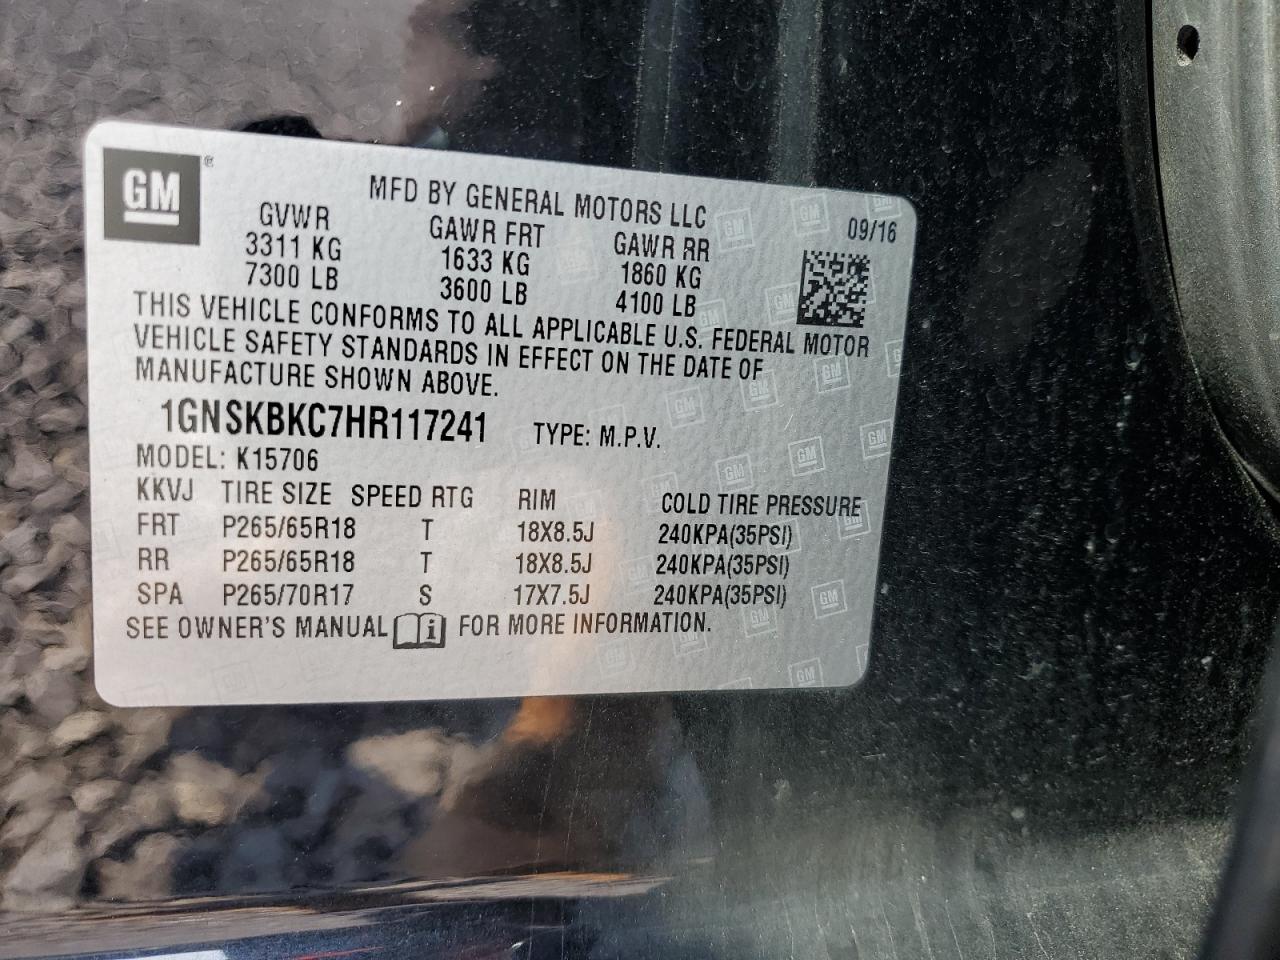 GM ®
MFD BY GENERAL MOTORS LLC
09/16
GVWR GAWR FRT GAWR RR
3311 KG 1633 KG 1860 KG
7300 LB 3600 LB 4100 LB
THIS VEHICLE CONFORMS TO ALL APPLICABLE U.S. FEDERAL MOTOR
VEHICLE SAFETY STANDARDS IN EFFECT ON THE DATE OF
MANUFACTURE SHOWN ABOVE.
1GNSKBKC7HR117241 TYPE: M.P.V.
MODEL: K15706
KKVJ TIRE SIZE SPEED RTG RIM COLD TIRE PRESSURE
FRT P265/65R18 T 18X8.5J 240KPA(35PSI)
RR P265/65R18 T 18X8.5J 240KPA(35PSI)
SPA P265/70R17 S 17X7.5J 240KPA(35PSI)
SEE OWNER'S MANUAL i FOR MORE INFORMATION.